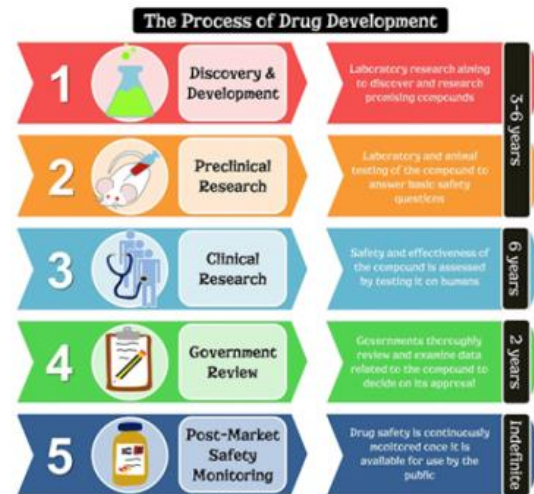 The Process of Drug Development
1
Discovery &
Development
Laboratory research aiming
to discover and research
promising compounds
3-6 years
2
Preclinical
Research
Laboratory and animal
testing of the compound to
answer basic safety
questions
3
Clinical
Research
Safety and effectiveness of
the compound is assessed
by testing it on humans
6 years
4
Government
Review
Governments thoroughly
review and examine data
related to the compound to
decide on its approval
2 years
5
Post-Market
Safety
Monitoring
Drug safety is continuously
monitored once it is
available for use by the
public
Indefinite